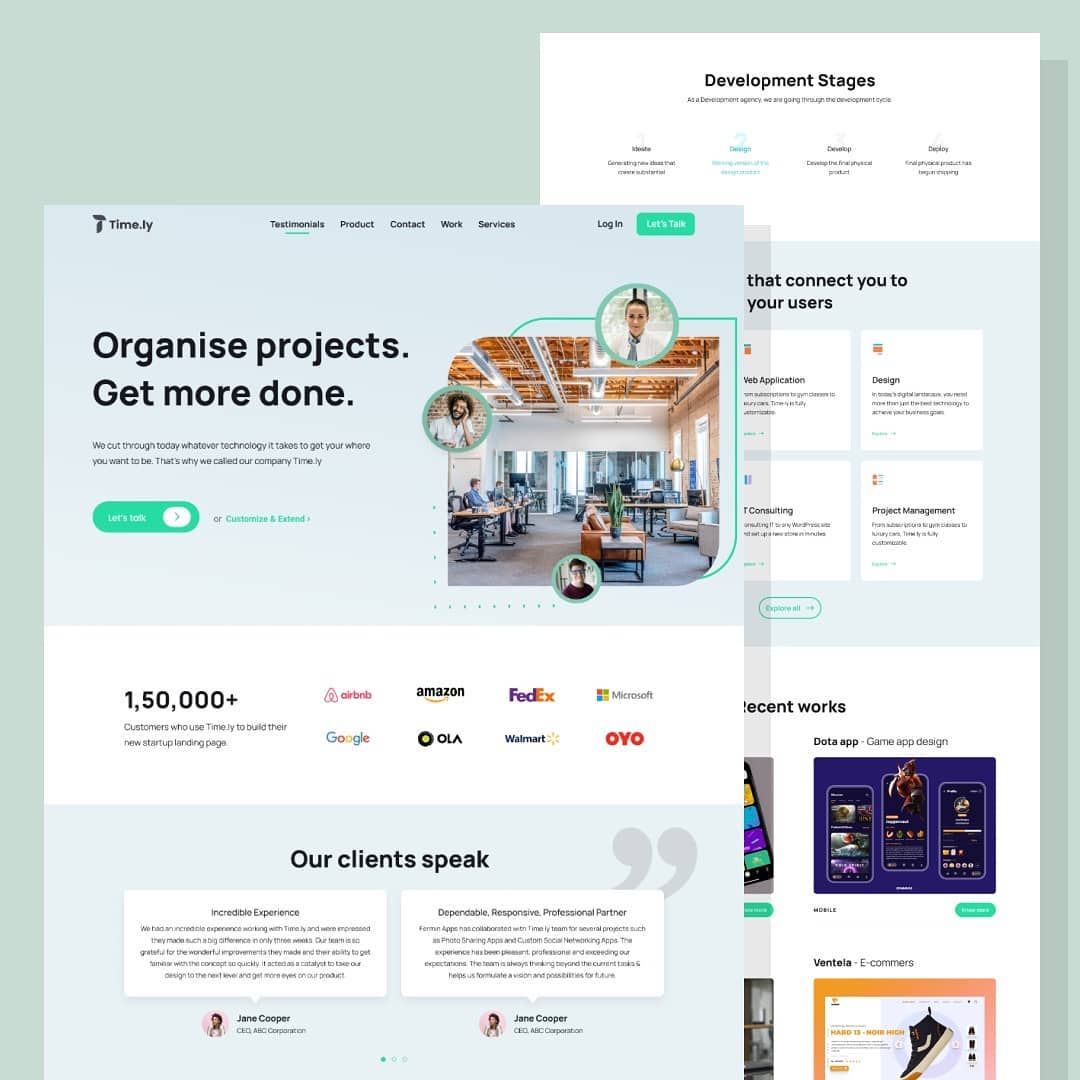 Development Stages
As a Development agency, we are going through the development cycle.
1
2
3
4
Ideate
Design
Develop
Deploy
Generating new ideas that
create substantial
Working version of the
design product
Develop the final physical
product
Final physical product has
begun shipping
Time.ly
Testimonials
Product
Contact
Work
Services
Log In
Let's Talk
Organise projects.
Get more done.
We cut through today whatever technology it takes to get your where
you want to be. That's why we called our company Time.ly
Let's talk
or Customize & Extend ›
that connect you to
your users
Web Application
from subscriptions to gym classes to
luxury cars, Time.ly is fully
customizable.
Explore →
Design
In today's digital landscape, you need
more than just the best technology to
achieve your business goals.
Explore →
IT Consulting
Consulting IT to any WordPress site
and set up a new store in minutes
Explore →
Project Management
From subscriptions to gym classes to
luxury cars, Time.ly is fully
customizable.
Explore →
Explore all →
1,50,000+
Customers who use Time.ly to build their
new startup landing page.
airbnb
amazon
FedEx
Microsoft
Google
OLA
Walmart
OYO
Recent works
Dota app - Game app design
MOBILE
Know more
Know more
Ventela - E-commers
HARD 13 - NOIR HIGH
Our clients speak
Incredible Experience
We had an incredible experience working with Time.ly and were impressed
they made such a big difference in only three weeks. Our team is so
grateful for the wonderful improvements they made and their ability to get
familiar with the concept so quickly. It acted as a catalyst to take our
design to the next level and get more eyes on our product.
Jane Cooper
CEO, ABC Corporation
Dependable, Responsive, Professional Partner
Fermin Apps has collaborated with Time.ly team for several projects such
as Photo Sharing Apps and Custom Social Networking Apps. The
experience has been pleasant, professional and exceeding our
expectations. The team is always thinking beyond the current tasks &
helps us formulate a vision and possibilities for future.
Jane Cooper
CEO, ABC Corporation